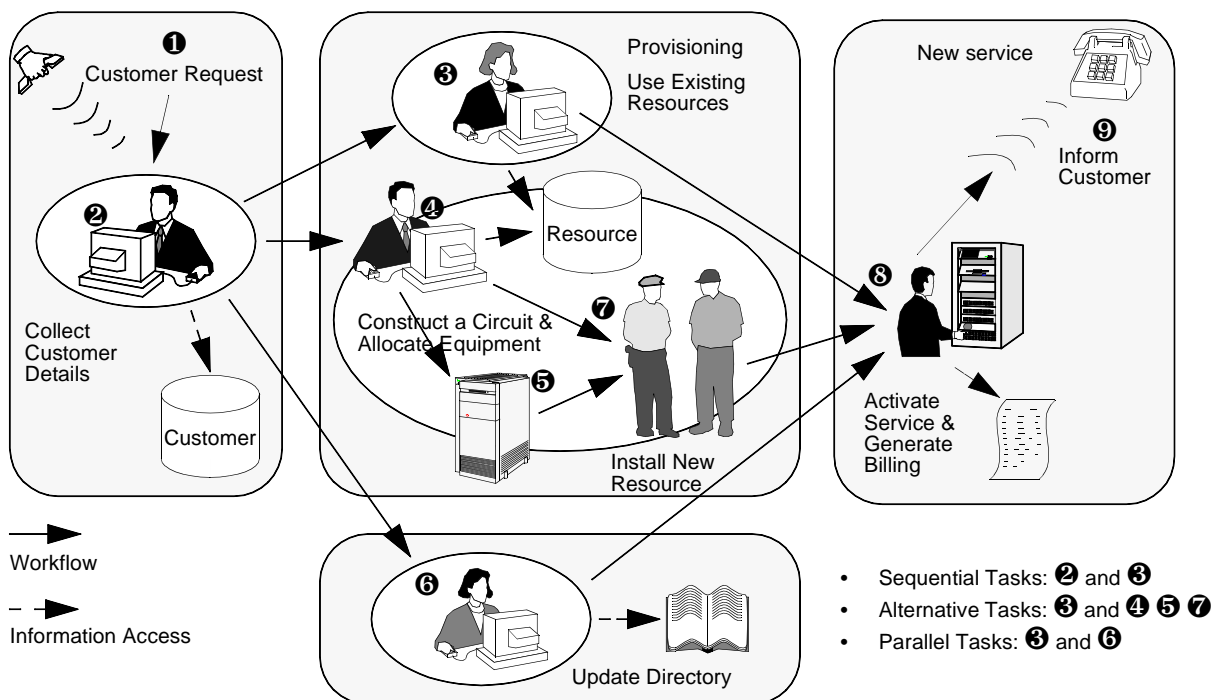 ❶
Customer Request
❷
Collect
Customer
Details
Customer
❸
Provisioning
Use Existing
Resources
❹
Resource
Construct a Circuit &
Allocate Equipment
❺
❼
Install New
Resource
❻
Update Directory
New service
❾
Inform
Customer
❽
Activate
Service &
Generate
Billing
Workflow
Information Access
• Sequential Tasks: ❷ and ❸
• Alternative Tasks: ❸ and ❹ ❺ ❼
• Parallel Tasks: ❸ and ❻